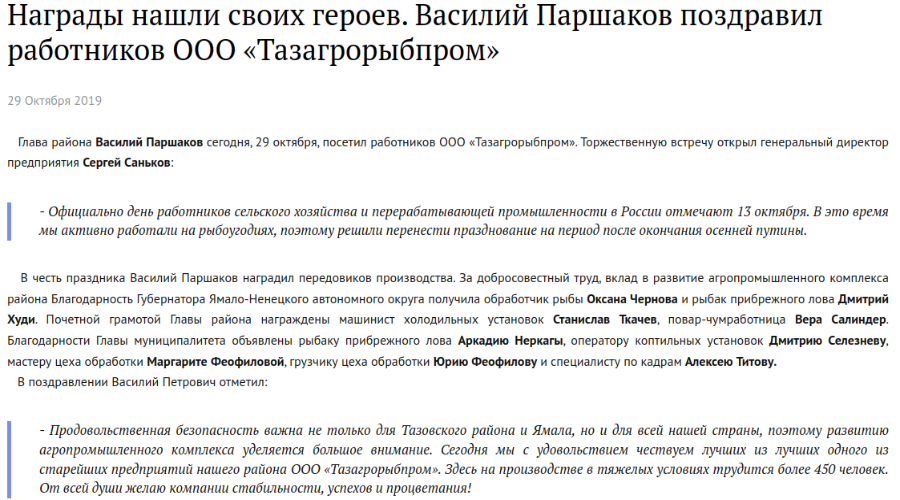 Награды нашли своих героев. Василий Паршаков поздравил
работников ООО «Тазагрорыбпром»
29 Октября 2019
Глава района Василий Паршаков сегодня, 29 октября, посетил работников ООО «Тазагрорыбпром». Торжественную встречу открыл генеральный директор
предприятия Сергей Саньков:
- Официально день работников сельского хозяйства и перерабатывающей промышленности в России отмечают 13 октября. В это время
мы активно работали на рыбоугодиях, поэтому решили перенести празднование на период после окончания осенней путины.
В честь праздника Василий Паршаков наградил передовиков производства. За добросовестный труд, вклад в развитие агропромышленного комплекса
района Благодарность Губернатора Ямало-Ненецкого автономного округа получила обработчик рыбы Оксана Чернова и рыбак прибрежного лова Дмитрий
Худи. Почетной грамотой Главы района награждены машинист холодильных установок Станислав Ткачев, повар-чумработница Вера Салиндер.
Благодарности Главы муниципалитета объявлены рыбаку прибрежного лова Аркадию Неркагы, оператору коптильных установок Дмитрию Селезневу,
мастеру цеха обработки Маргарите Феофиловой, грузчику цеха обработки Юрию Феофилову и специалисту по кадрам Алексею Титову.
В поздравлении Василий Петрович отметил:
- Продовольственная безопасность важна не только для Тазовского района и Ямала, но и для всей нашей страны, поэтому развитию
агропромышленного комплекса уделяется большое внимание. Сегодня мы с удовольствием чествуем лучших из лучших одного из
старейших предприятий нашего района ООО «Тазагрорыбпром». Здесь на производстве в тяжелых условиях трудится более 450 человек.
От всей души желаю компании стабильности, успехов и процветания!